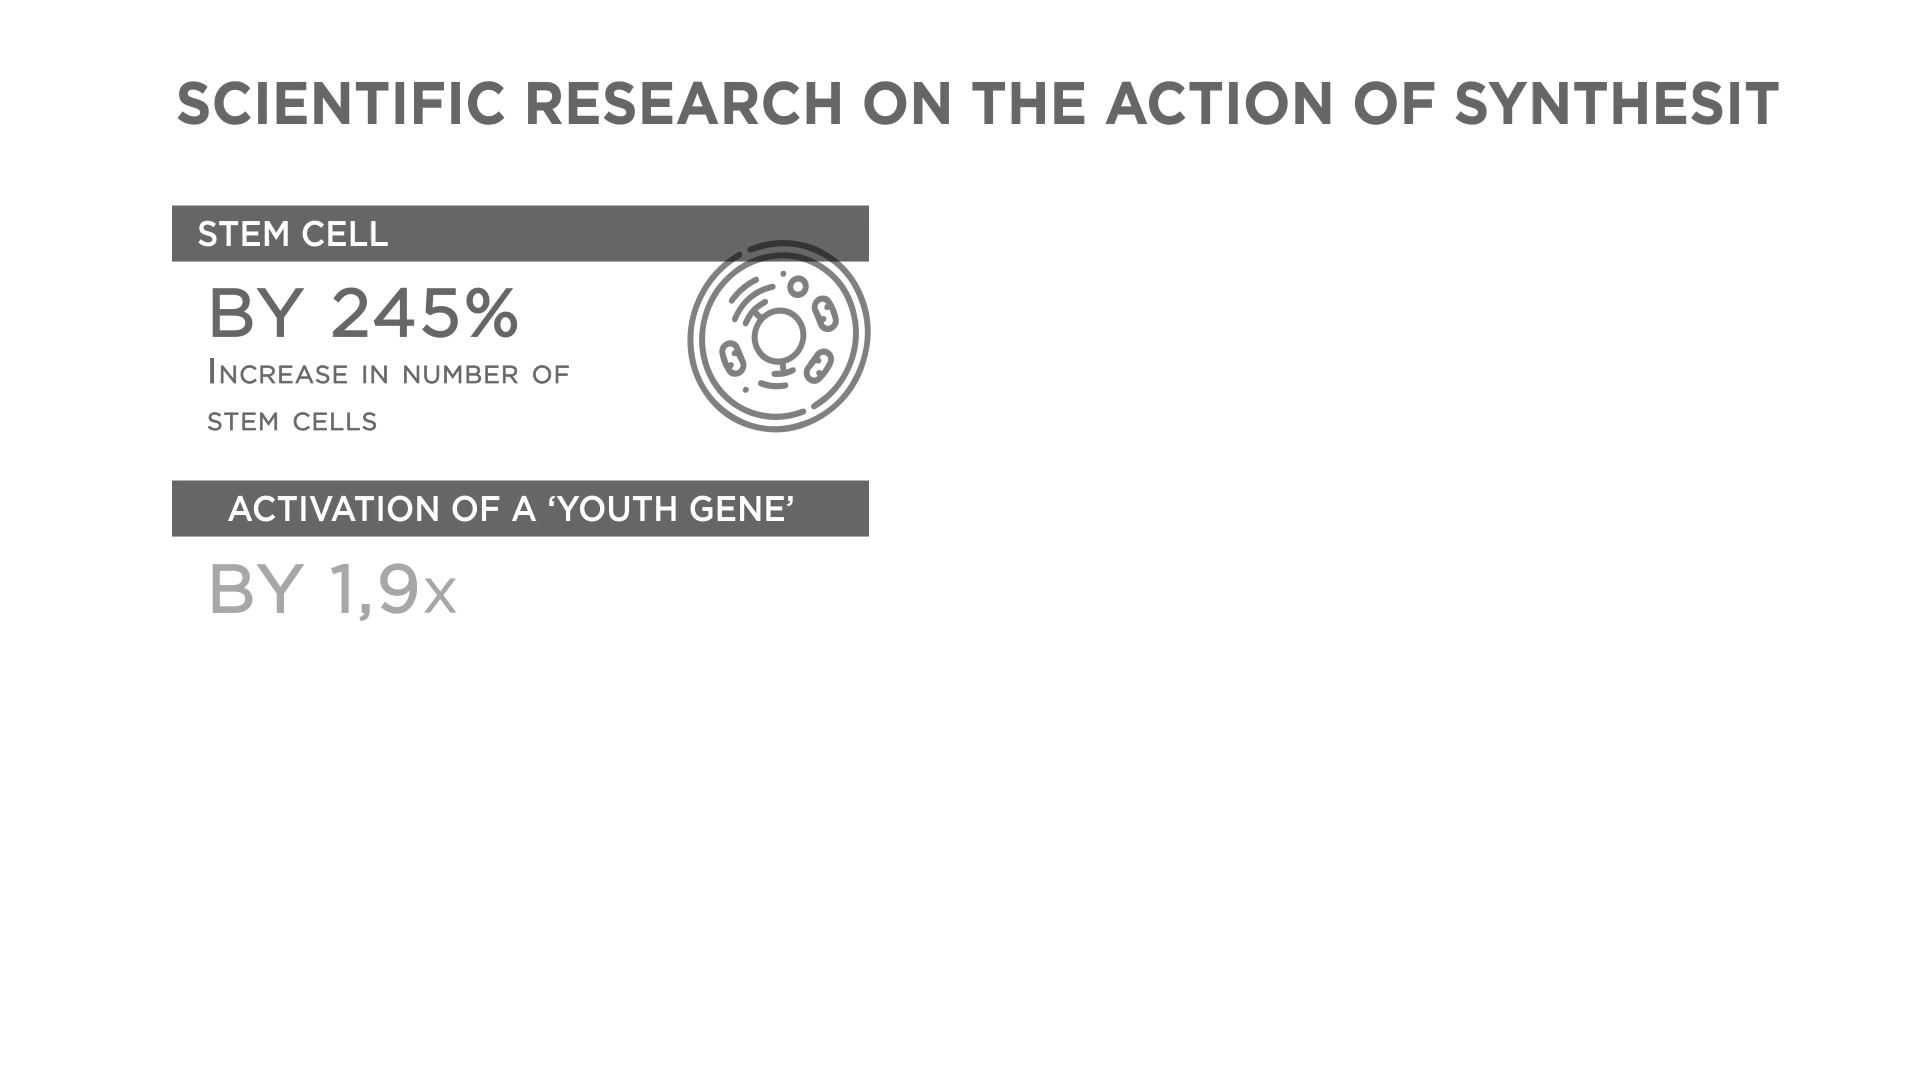 SCIENTIFIC RESEARCH ON THE ACTION OF SYNTHESIT
STEM CELL
BY 245%
Increase in number of
stem cells
ACTIVATION OF A ‘YOUTH GENE’
BY 1,9x